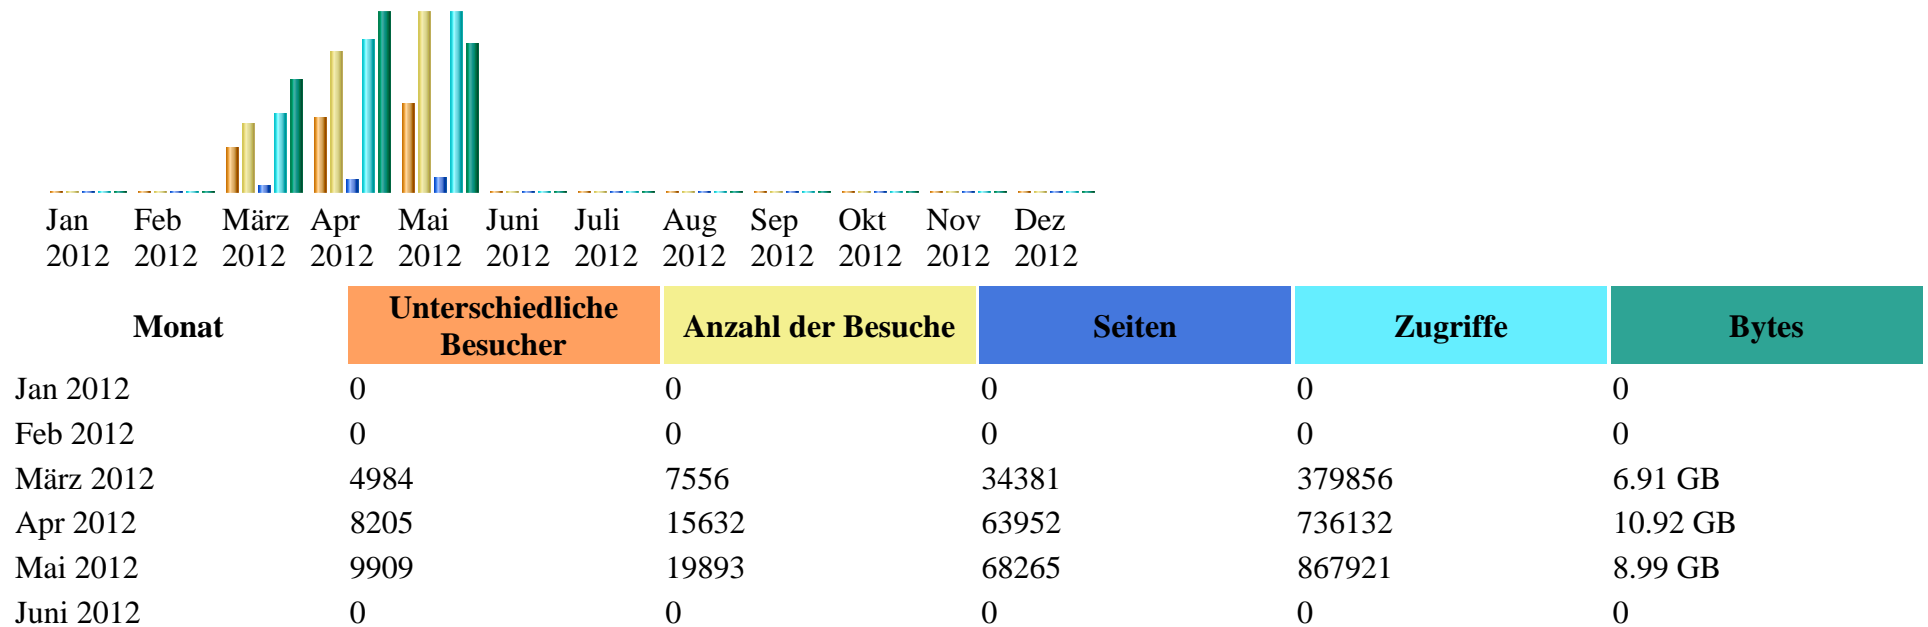 Jan Feb März Apr Mai Juni Juli Aug Sep Okt Nov Dez
2012 2012 2012 2012 2012 2012 2012 2012 2012 2012 2012 2012
Monat Unterschiedliche Besucher Anzahl der Besuche Seiten Zugriffe Bytes
Jan 2012 0 0 0 0 0
Feb 2012 0 0 0 0 0
März 2012 4984 7556 34381 379856 6.91 GB
Apr 2012 8205 15632 63952 736132 10.92 GB
Mai 2012 9909 19893 68265 867921 8.99 GB
Juni 2012 0 0 0 0 0